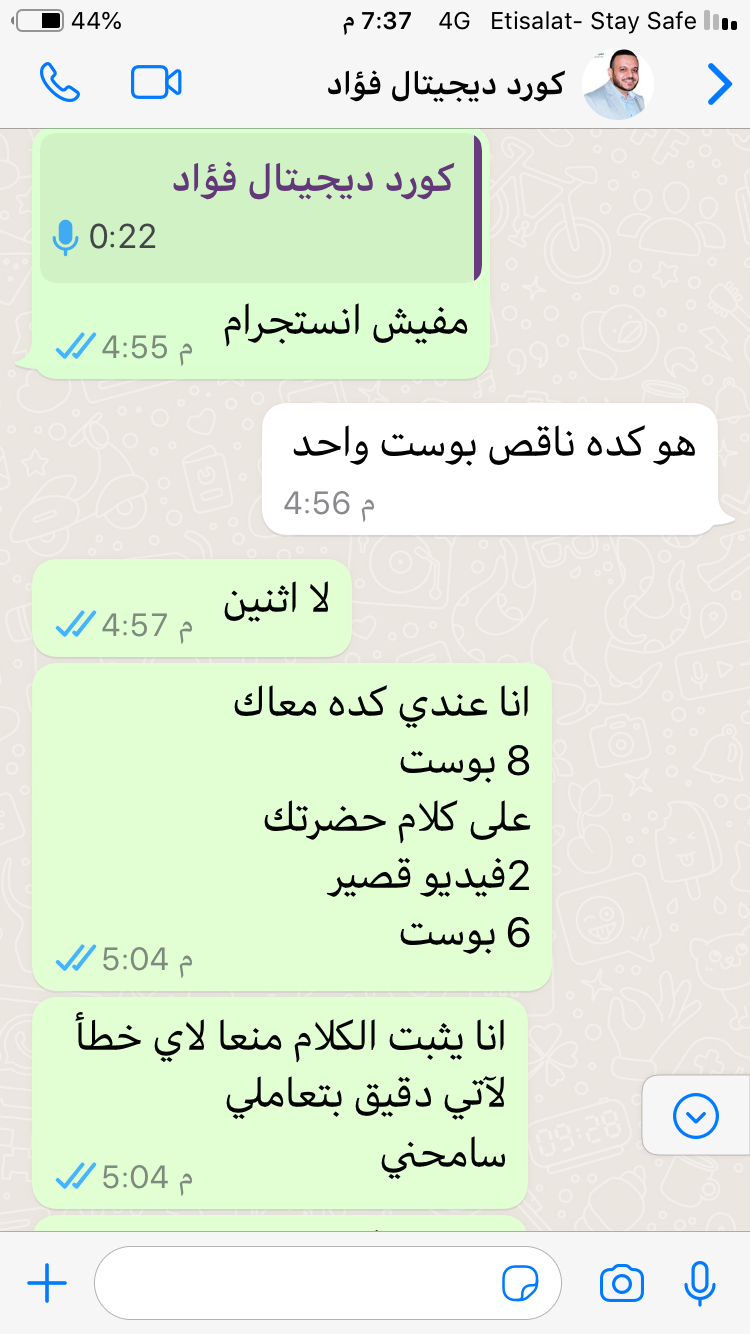 44%
م 7:37
4G
Etisalat- Stay Safe
كورد ديجيتال فؤاد
كورد ديجيتال فؤاد
0:22
مفيش انستجرام
4:55 م
هو كده ناقص بوست واحد
4:56 م
لا اثنين
4:57 م
انا عندي كده معاك
8 بوست
على كلام حضرتك
2فيديو قصير
6 بوست
5:04 م
انا يثبت الكلام منعا لاي خطأ
لآتي دقيق بتعاملي
سامحني
5:04 م